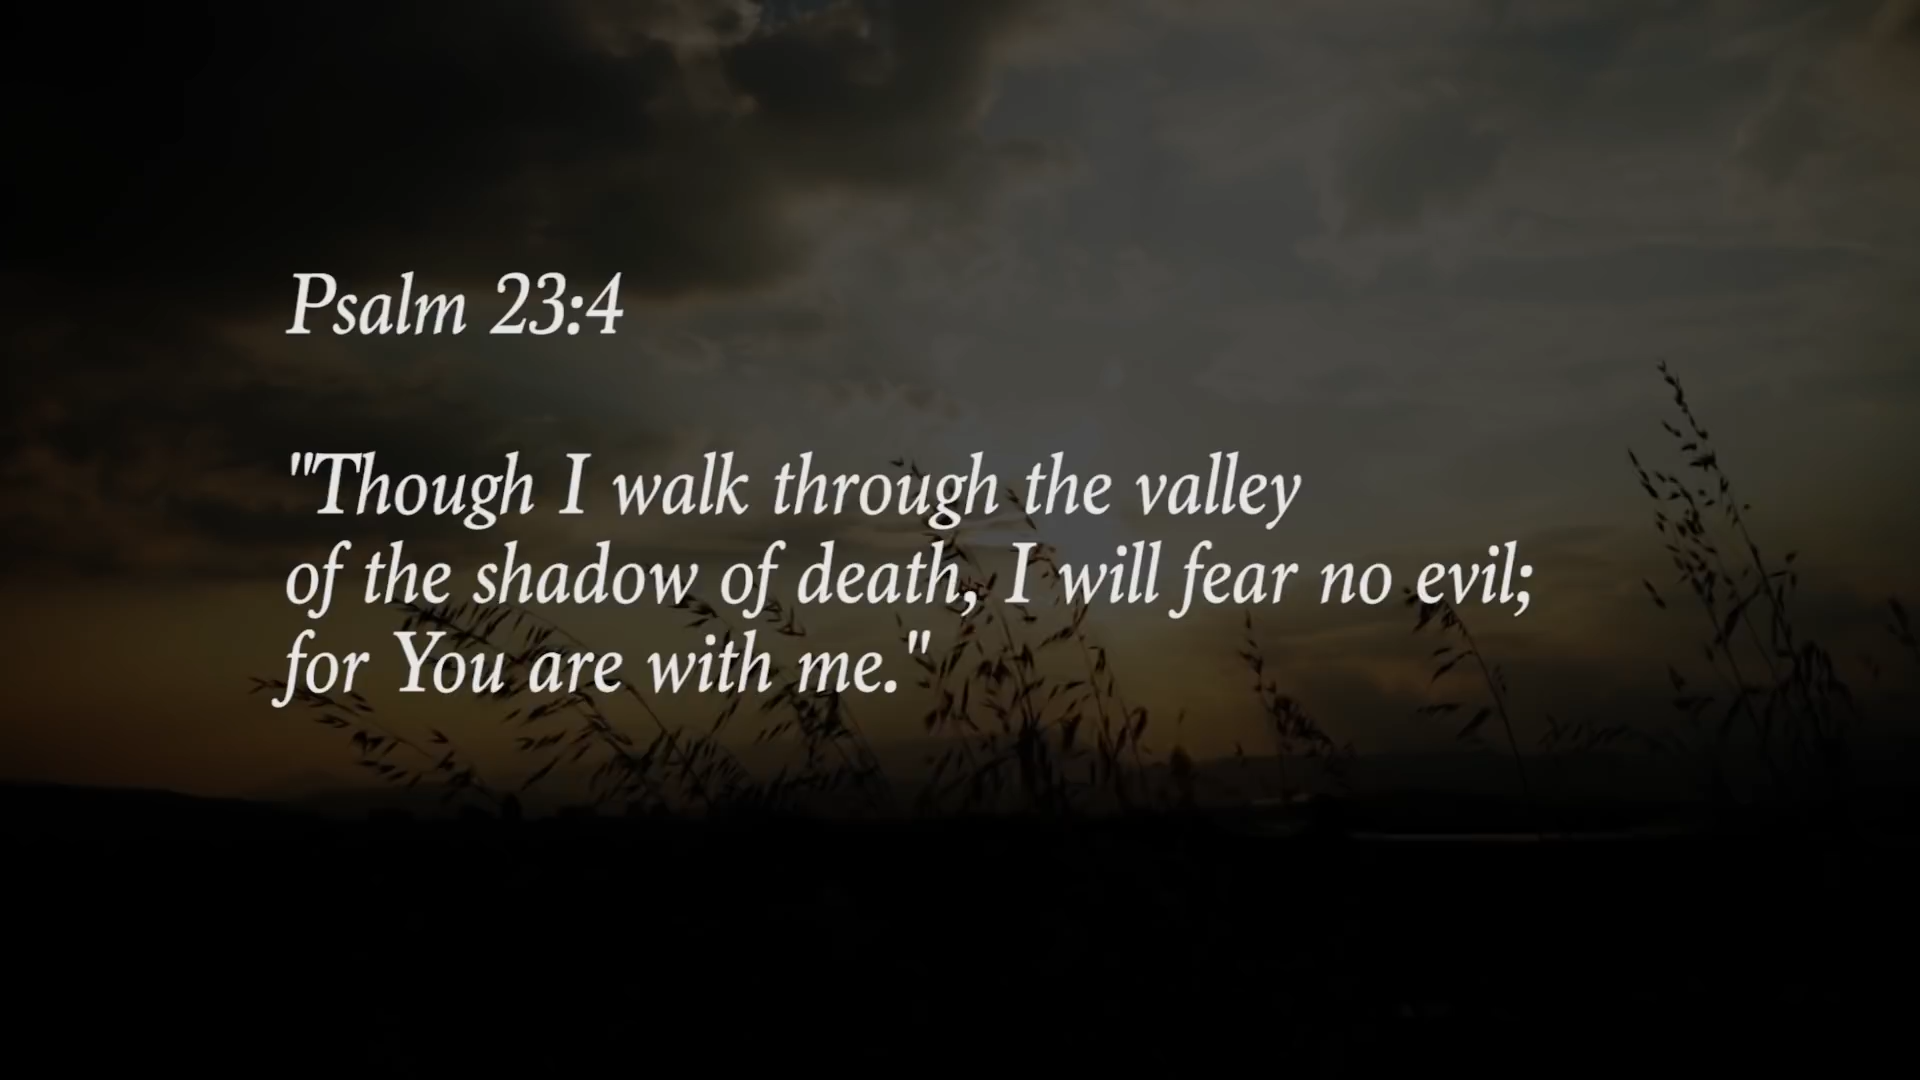 Psalm 23:4
"Though I walk through the valley
of the shadow of death, I will fear no evil;
for You are with me."